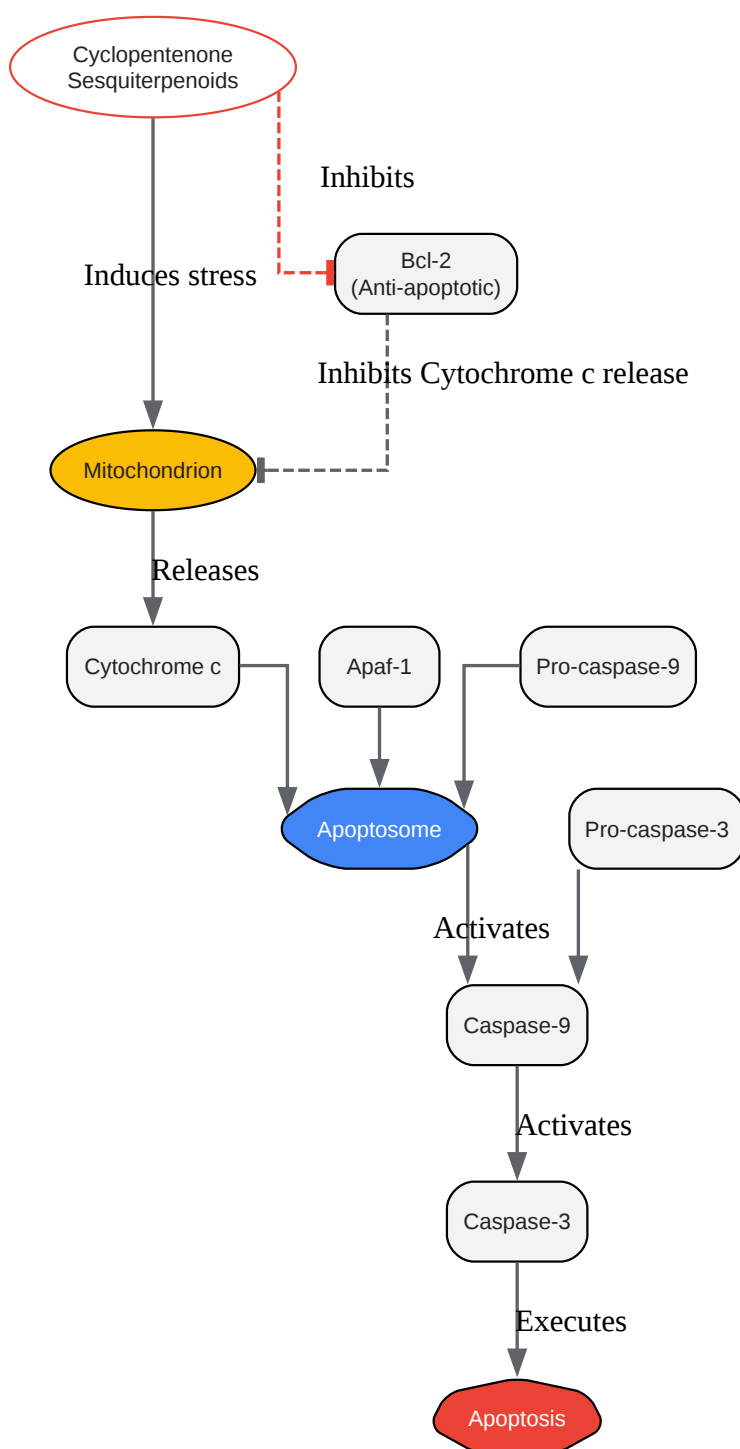 Cyclopentenone
Sesquiterpenoids
Inhibits
Bcl-2
(Anti-apoptotic)
Induces stress
Inhibits Cytochrome c release
Mitochondrion
Releases
Cytochrome c
Apaf-1
Pro-caspase-9
Apoptosome
Pro-caspase-3
Activates
Caspase-9
Activates
Caspase-3
Executes
Apoptosis